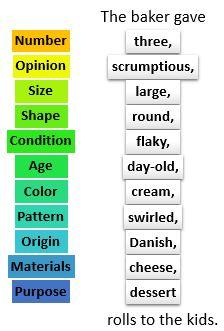 The baker gave
Number three,
Opinion scrumptious,
Size large,
Shape round,
Condition flaky,
Age day-old,
Color cream,
Pattern swirled,
Origin Danish,
Materials cheese,
Purpose dessert
rolls to the kids.